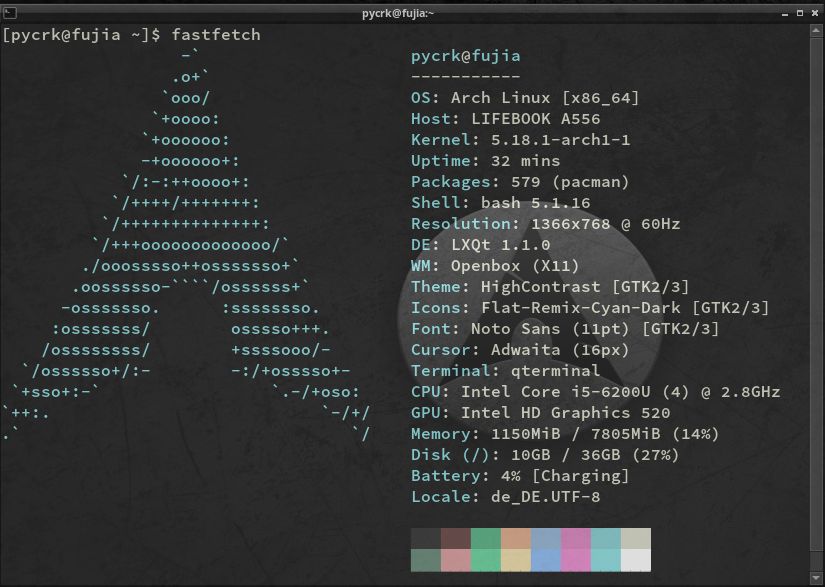 pycrk@fujia:~
[pycrk@fujia ~]$ fastfetch
-`
.o+`
`ooo/
`+oooo:
`+oooooo:
-+oooooo+:
`/:-:++oooo+:
`/++++/+++++++:
`/++++++++++++++:
`/+++ooooooooooooo/`
./ooosssso++osssssso+`
.oossssso-````/ossssss+`
-osssssso.      :ssssssso.
:osssssss/        osssso+++.
/ossssssss/        +ssssooo/-
`/ossssso+/:-        -:/+osssso+-
`+sso+:-`                 `.-/+oso:
`++:.                           `-/+/
.`                                 `/
pycrk@fujia
-----------
OS: Arch Linux [x86_64]
Host: LIFEBOOK A556
Kernel: 5.18.1-arch1-1
Uptime: 32 mins
Packages: 579 (pacman)
Shell: bash 5.1.16
Resolution: 1366x768 @ 60Hz
DE: LXQt 1.1.0
WM: Openbox (X11)
Theme: HighContrast [GTK2/3]
Icons: Flat-Remix-Cyan-Dark [GTK2/3]
Font: Noto Sans (11pt) [GTK2/3]
Cursor: Adwaita (16px)
Terminal: qterminal
CPU: Intel Core i5-6200U (4) @ 2.8GHz
GPU: Intel HD Graphics 520
Memory: 1150MiB / 7805MiB (14%)
Disk (/): 10GB / 36GB (27%)
Battery: 4% [Charging]
Locale: de_DE.UTF-8